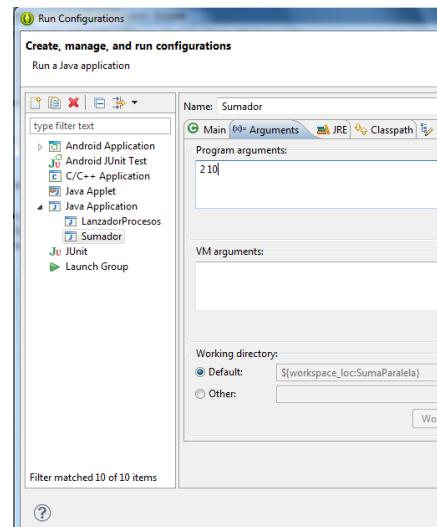 Run Configurations
Create, manage, and run configurations
Run a Java application
type filter text
Android Application
Android JUnit Test
C/C++ Application
Java Applet
Java Application
LanzadorProcesos
Sumador
JUnit
Launch Group
Filter matched 10 of 10 items
Name: Sumador
Main (x)= Arguments JRE Classpath
Program arguments:
2 10
VM arguments:
Working directory:
Default: ${workspace_loc:SumaParalela}
Other:
Wo